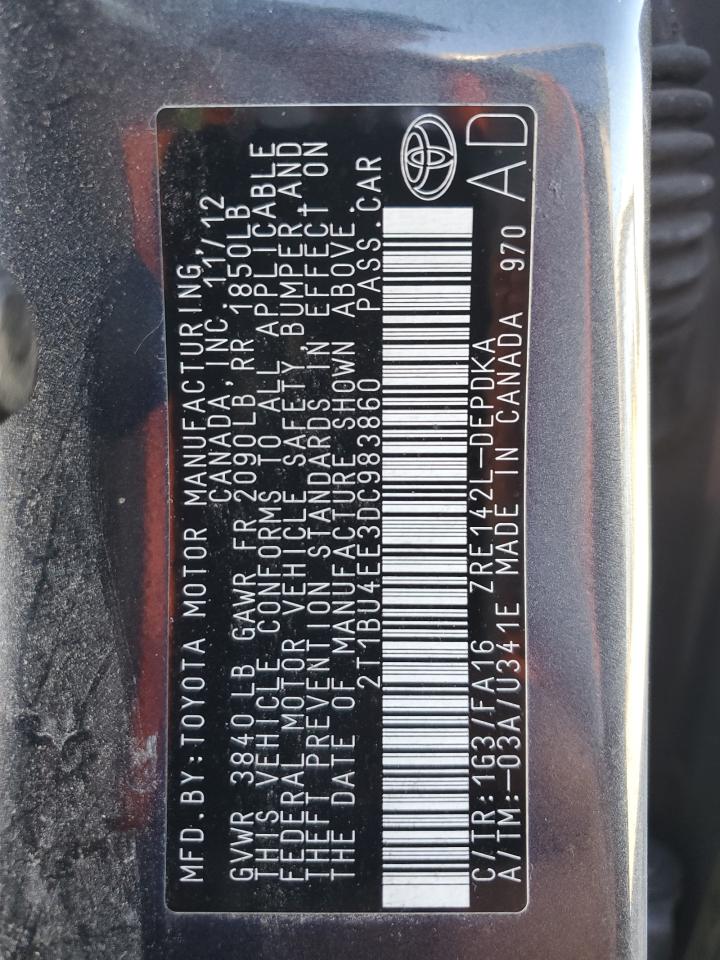 MFD.BY:TOYOTA MOTOR MANUFACTURING,
CANADA,INC. 11/12
GVWR 3840LB GAWR FR 2090LB RR 1850LB
THIS VEHICLE CONFORMS TO ALL APPLICABLE
FEDERAL MOTOR VEHICLE SAFETY,BUMPER,AND
THEFT PREVENTION STANDARDS IN EFFECT ON
THE DATE OF MANUFACTURE SHOWN ABOVE.
2T1BU4EE3DC983860 PASS.CAR
C/TR:1G3/FA16 ZRE142L-DEPDKA
A/TM:-03A/U341E MADE IN CANADA 970
AD